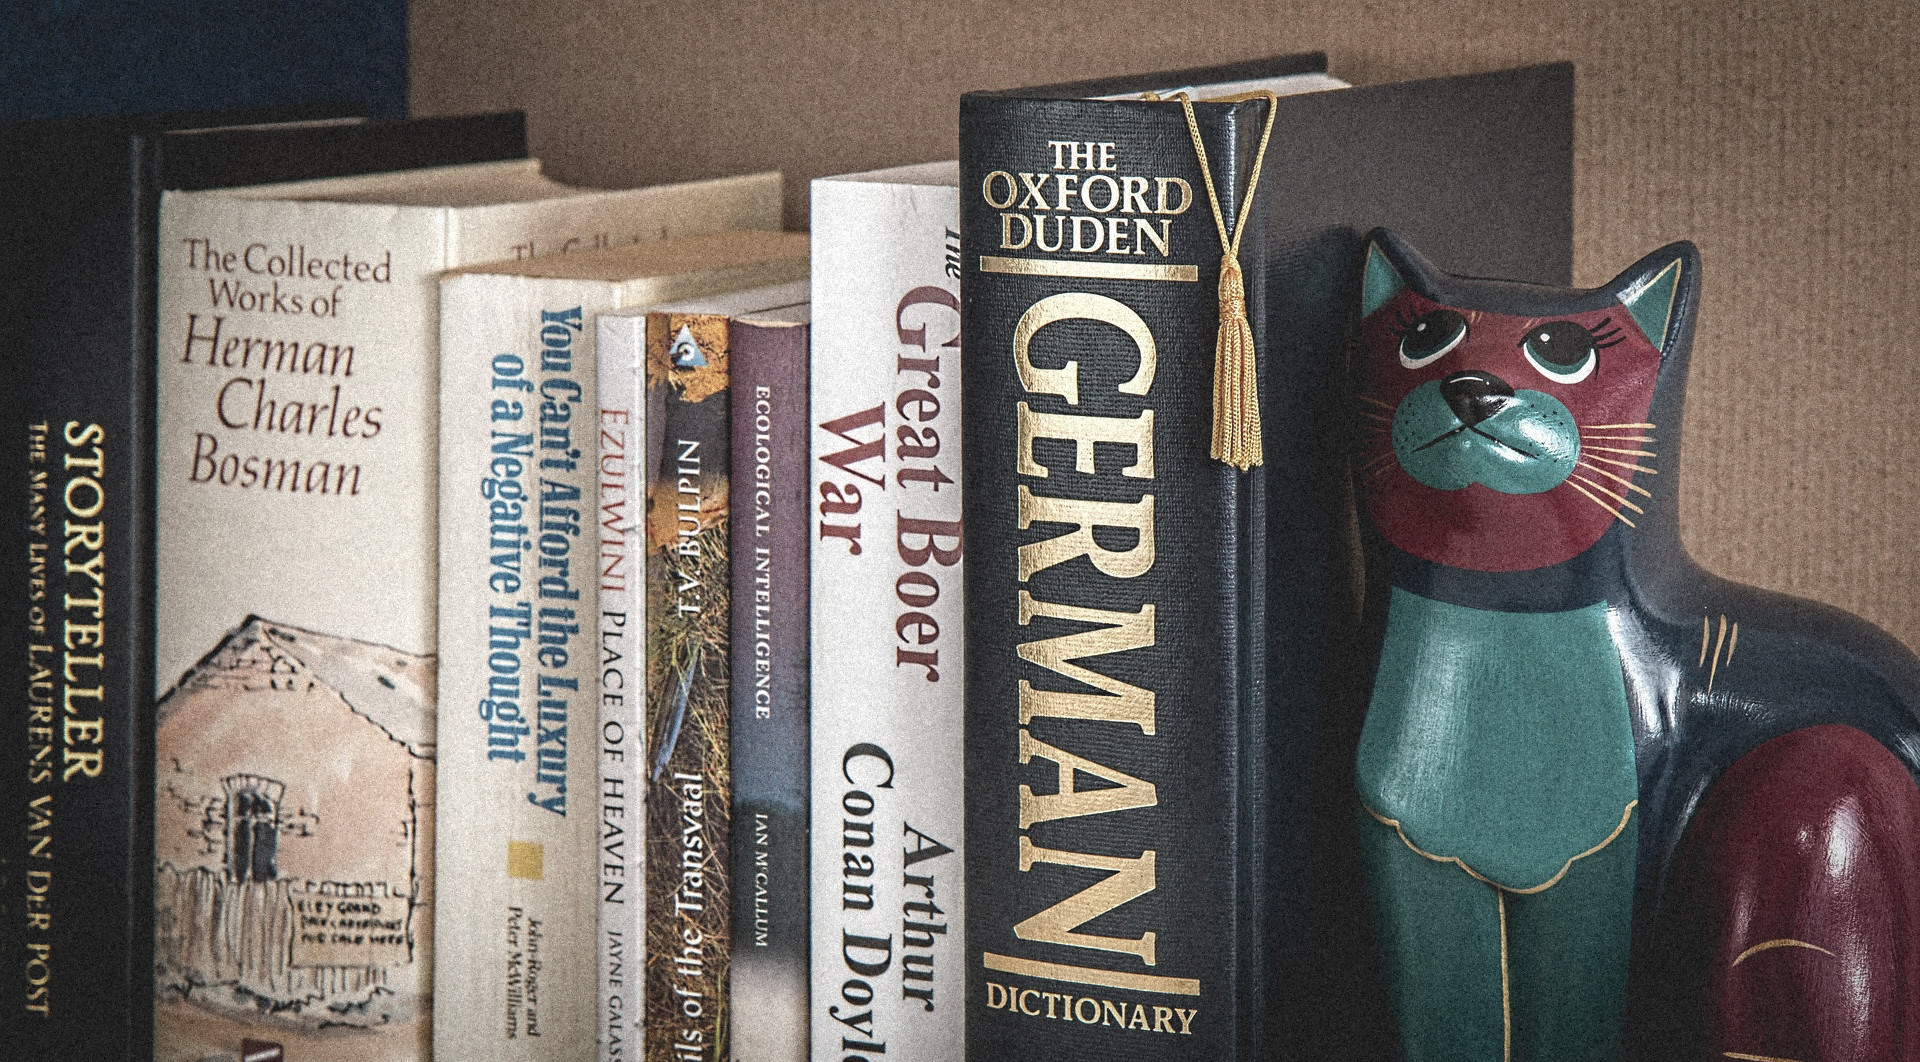 STORYTELLER
THE MANY LIVES OF LAURENS VAN DER POST
The Collected
Works of
Herman
Charles
Bosman
You Can't Afford the Luxury
of a Negative Thought
John-Roger and
Peter McWilliams
EZULWINI PLACE OF HEAVEN JAYNE GALASS
T.V. BULPIN
ils of the Transvaal
ECOLOGICAL INTELLIGENCE IAN MCCALLUM
The
Great Boer
War
Arthur
Conan Doyle
THE
OXFORD
DUDEN
GERMAN
DICTIONARY